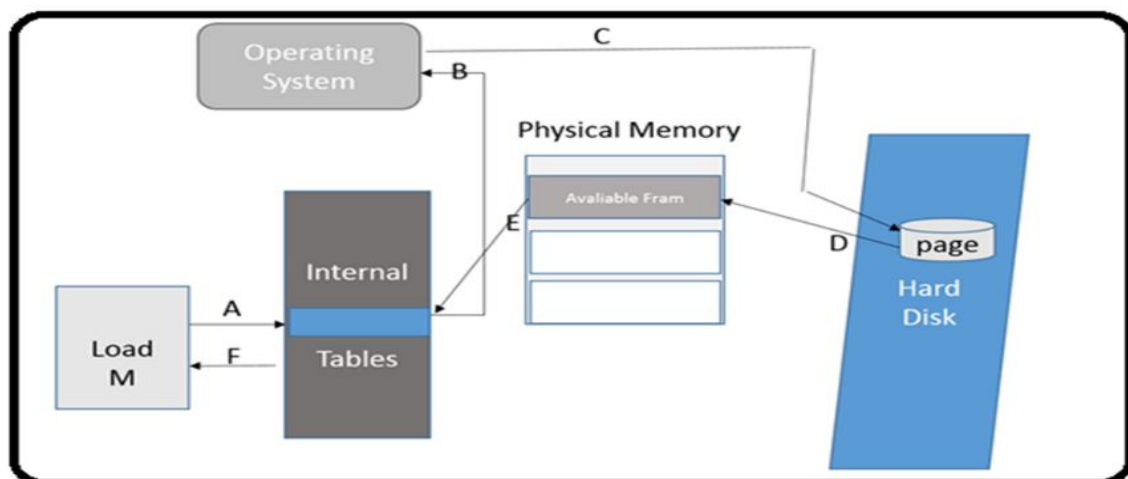 Operating
System
C
B
Physical Memory
Avaliable Fram
E
D
page
Hard
Disk
Internal
Tables
A
F
Load
M